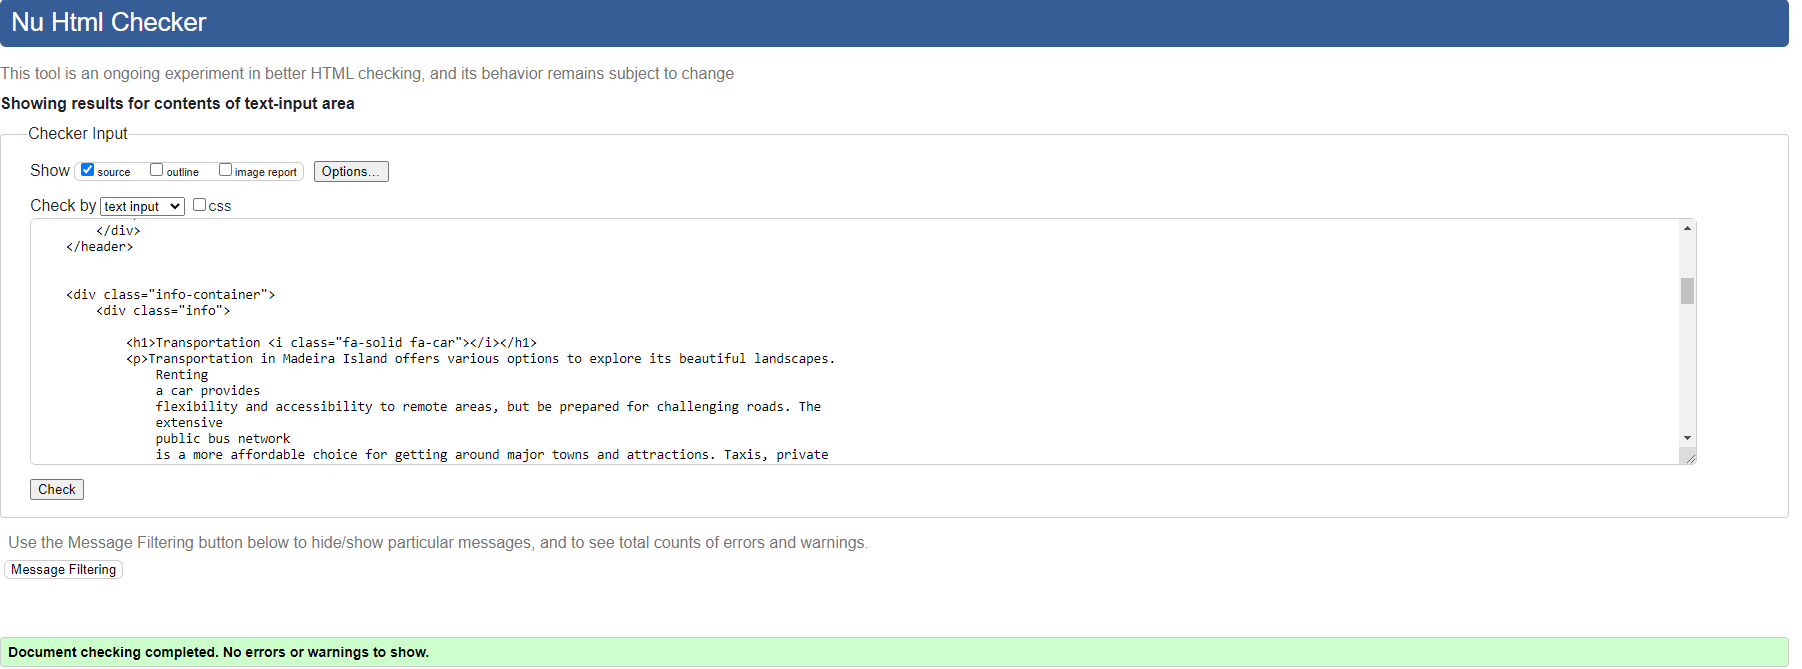 Nu Html Checker
This tool is an ongoing experiment in better HTML checking, and its behavior remains subject to change
Showing results for contents of text-input area
Checker Input
Show source outline image report Options...
Check by text input css
</div>
</header>
<div class="info-container">
<div class="info">
<h1>Transportation <i class="fa-solid fa-car"></i></h1>
<p>Transportation in Madeira Island offers various options to explore its beautiful landscapes.
Renting
a car provides
flexibility and accessibility to remote areas, but be prepared for challenging roads. The
extensive
public bus network
is a more affordable choice for getting around major towns and attractions. Taxis, private
Check
Use the Message Filtering button below to hide/show particular messages, and to see total counts of errors and warnings.
Message Filtering
Document checking completed. No errors or warnings to show.